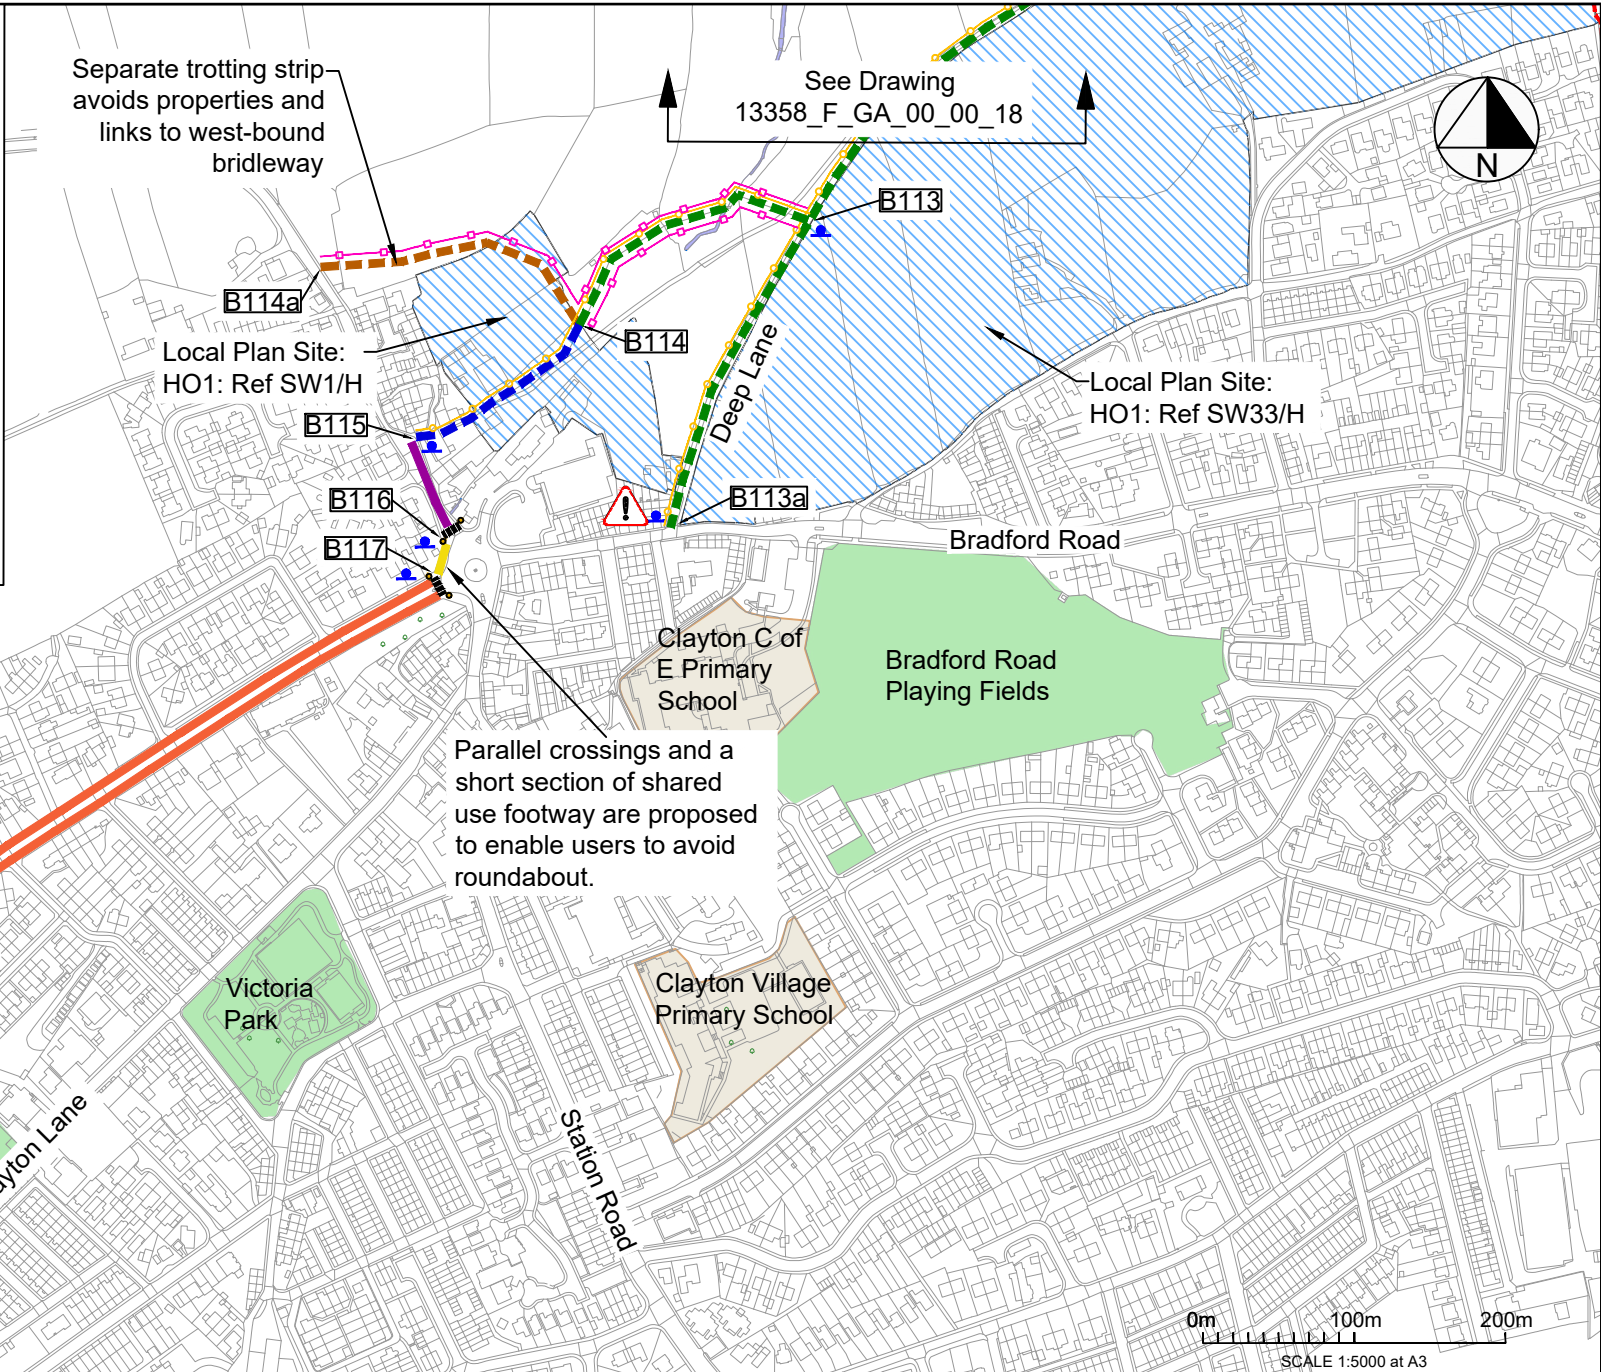 Separate trotting strip
avoids properties and
links to west-bound
bridleway
See Drawing
13358_F_GA_00_00_18
N
B113
B114a
B114
Local Plan Site:
HO1: Ref SW1/H
Deep Lane
Local Plan Site:
HO1: Ref SW33/H
B115
B116
B113a
B117
Bradford Road
Clayton C of
E Primary
School
Bradford Road
Playing Fields
Parallel crossings and a
short section of shared
use footway are proposed
to enable users to avoid
roundabout.
Victoria
Park
Clayton Village
Primary School
ayton Lane
Station Road
0m 100m 200m
SCALE 1:5000 at A3